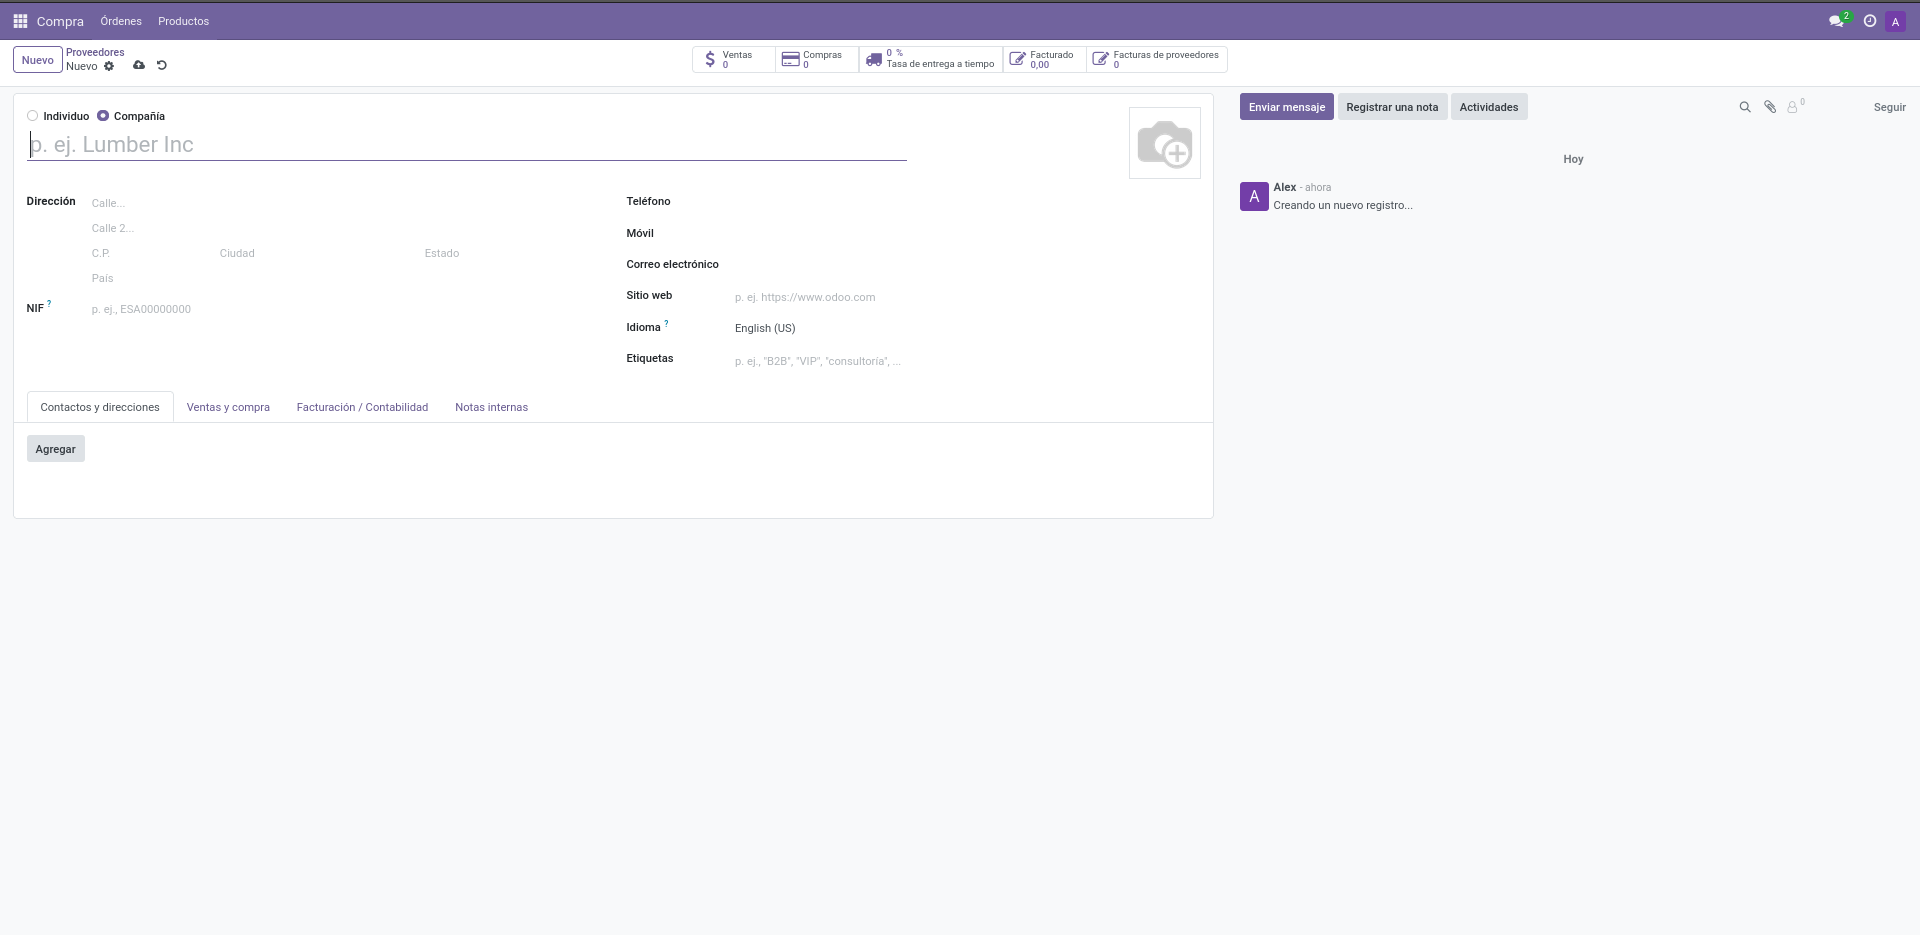 Compra Órdenes Productos
2
A
Nuevo
Proveedores
Nuevo
Ventas
0
Compras
0
0 %
Tasa de entrega a tiempo
Facturado
0,00
Facturas de proveedores
0
Individuo Compañía
p. ej. Lumber Inc
Dirección
Calle...
Calle 2...
C.P. Ciudad Estado
País
NIF ? p. ej., ESA00000000
Teléfono
Móvil
Correo electrónico
Sitio web p. ej. https://www.odoo.com
Idioma ? English (US)
Etiquetas p. ej., "B2B", "VIP", "consultoría", ...
Contactos y direcciones Ventas y compra Facturación / Contabilidad Notas internas
Agregar
Enviar mensaje Registrar una nota Actividades
0
Seguir
Hoy
A
Alex - ahora
Creando un nuevo registro...